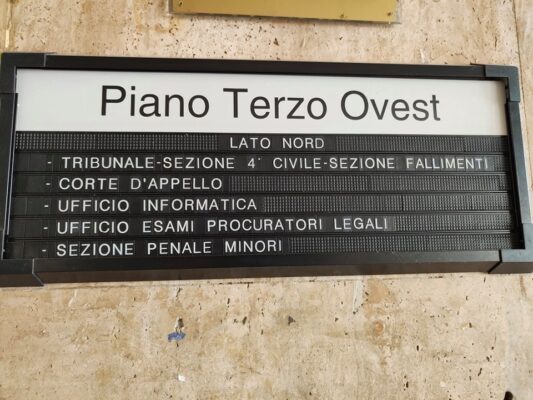 Piano Terzo Ovest
LATO NORD
- TRIBUNALE-SEZIONE 4° CIVILE-SEZIONE FALLIMENTI
- CORTE D'APPELLO
- UFFICIO INFORMATICA
- UFFICIO ESAMI PROCURATORI LEGALI
- SEZIONE PENALE MINORI